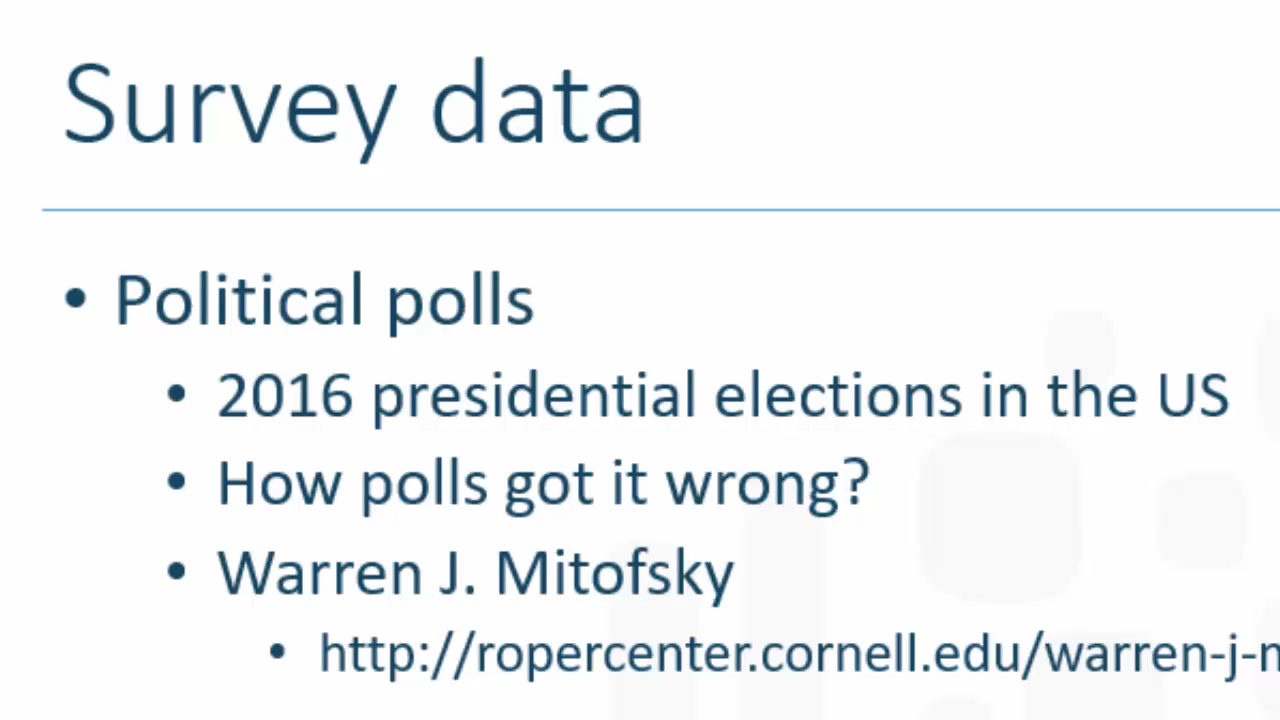 Survey data
• Political polls
• 2016 presidential elections in the US
• How polls got it wrong?
• Warren J. Mitofsky
• http://ropercenter.cornell.edu/warren-j-